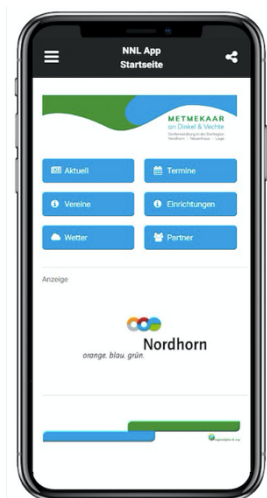 NNL App
Startseite
METMEKAAR
an Dinkel & Vechte
Aktuell
Termine
Vereine
Einrichtungen
Wetter
Partner
Anzeige
Nordhorn
orange. blau. grün.